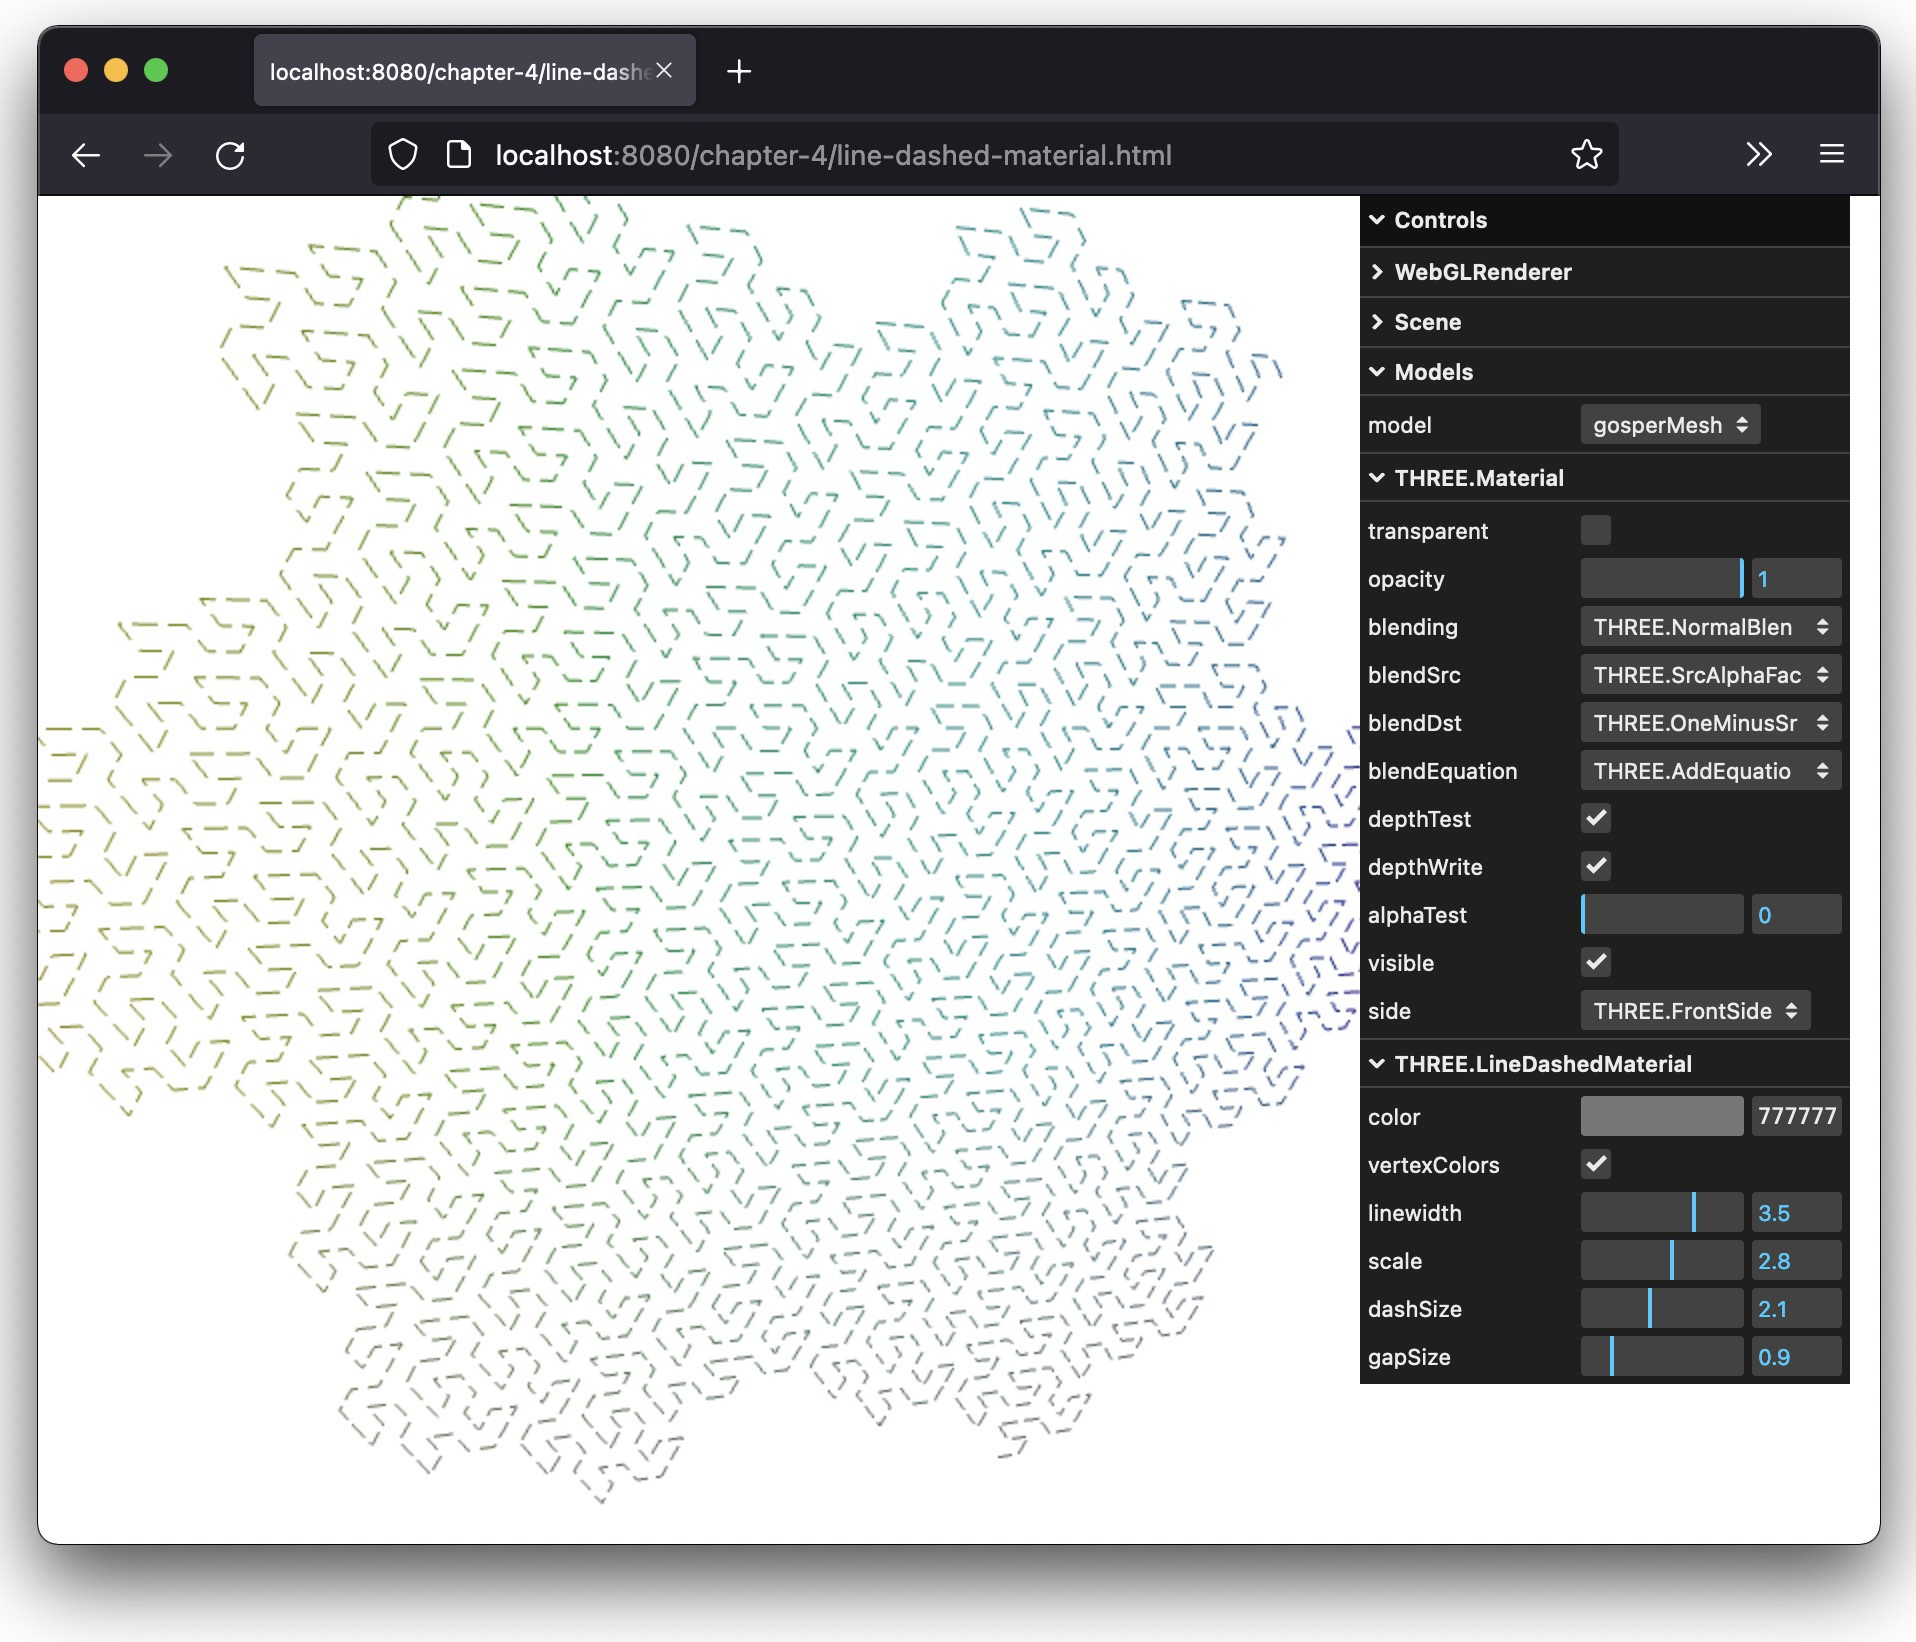 localhost:8080/chapter-4/line-dashe
localhost:8080/chapter-4/line-dashed-material.html
Controls
WebGLRenderer
Scene
Models
model gosperMesh
THREE.Material
transparent
opacity 1
blending THREE.NormalBlen
blendSrc THREE.SrcAlphaFac
blendDst THREE.OneMinusSr
blendEquation THREE.AddEquatio
depthTest
depthWrite
alphaTest 0
visible
side THREE.FrontSide
THREE.LineDashedMaterial
color 777777
vertexColors
linewidth 3.5
scale 2.8
dashSize 2.1
gapSize 0.9